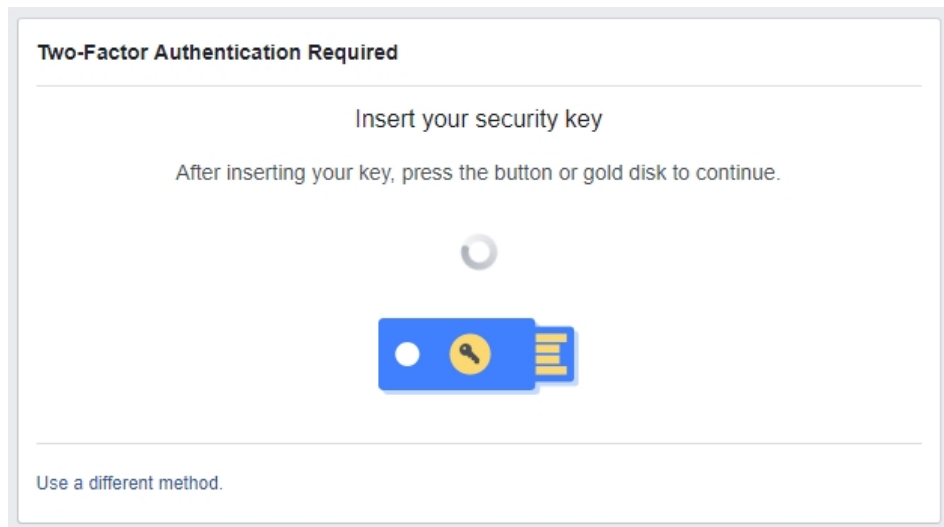 Two-Factor Authentication Required
Insert your security key
After inserting your key, press the button or gold disk to continue.
Use a different method.